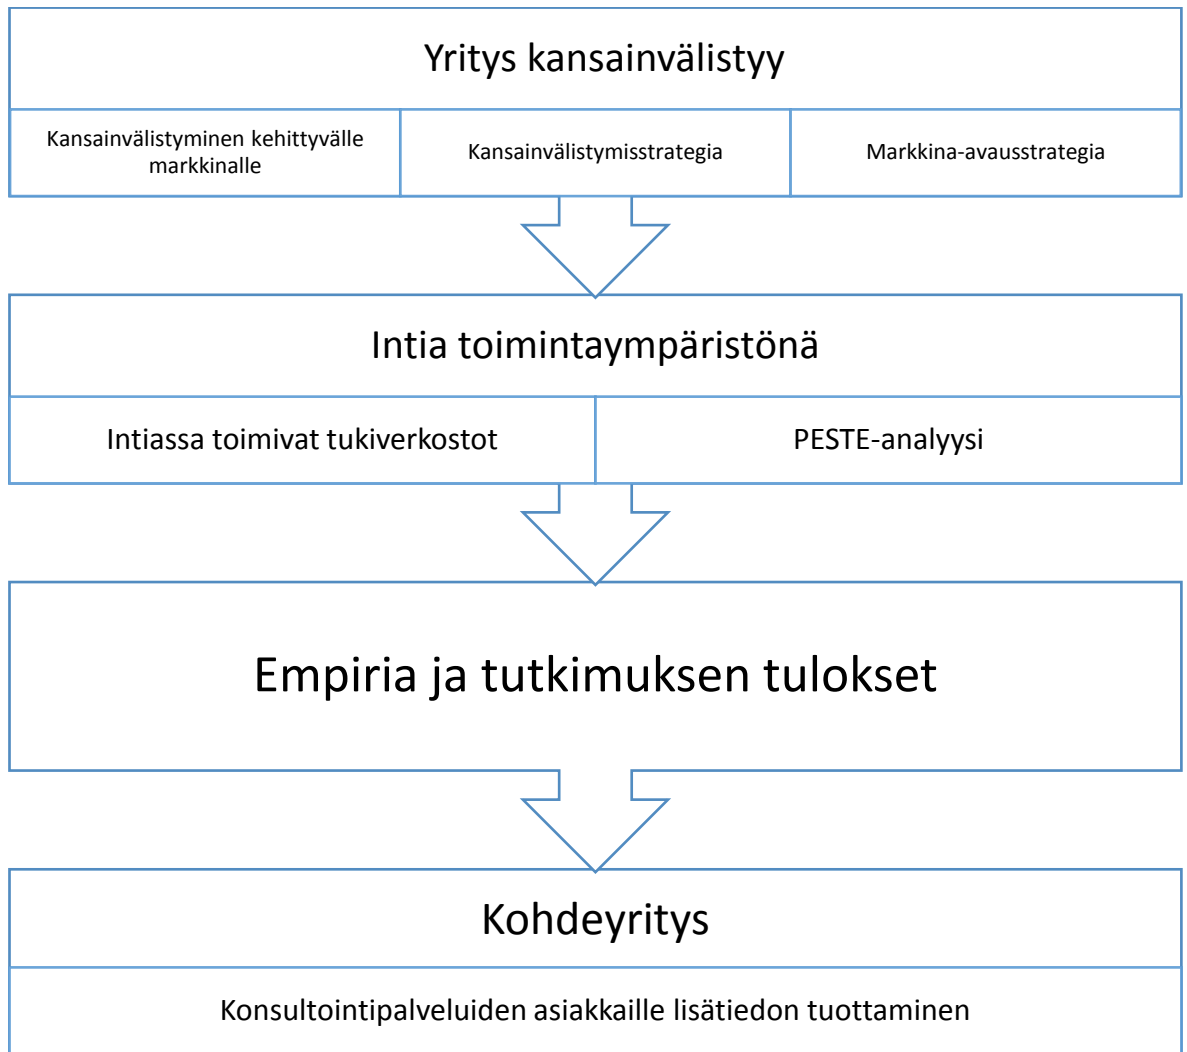 Yritys kansainvälistyy
Kansainvälistyminen kehittyvälle
markkinalle
Kansainvälistymisstrategia
Markkina-avausstrategia
Intia toimintaympäristönä
Intiassa toimivat tukiverkostot
PESTE-analyysi
Empiria ja tutkimuksen tulokset
Kohdeyritys
Konsultointipalveluiden asiakkaille lisätiedon tuottaminen